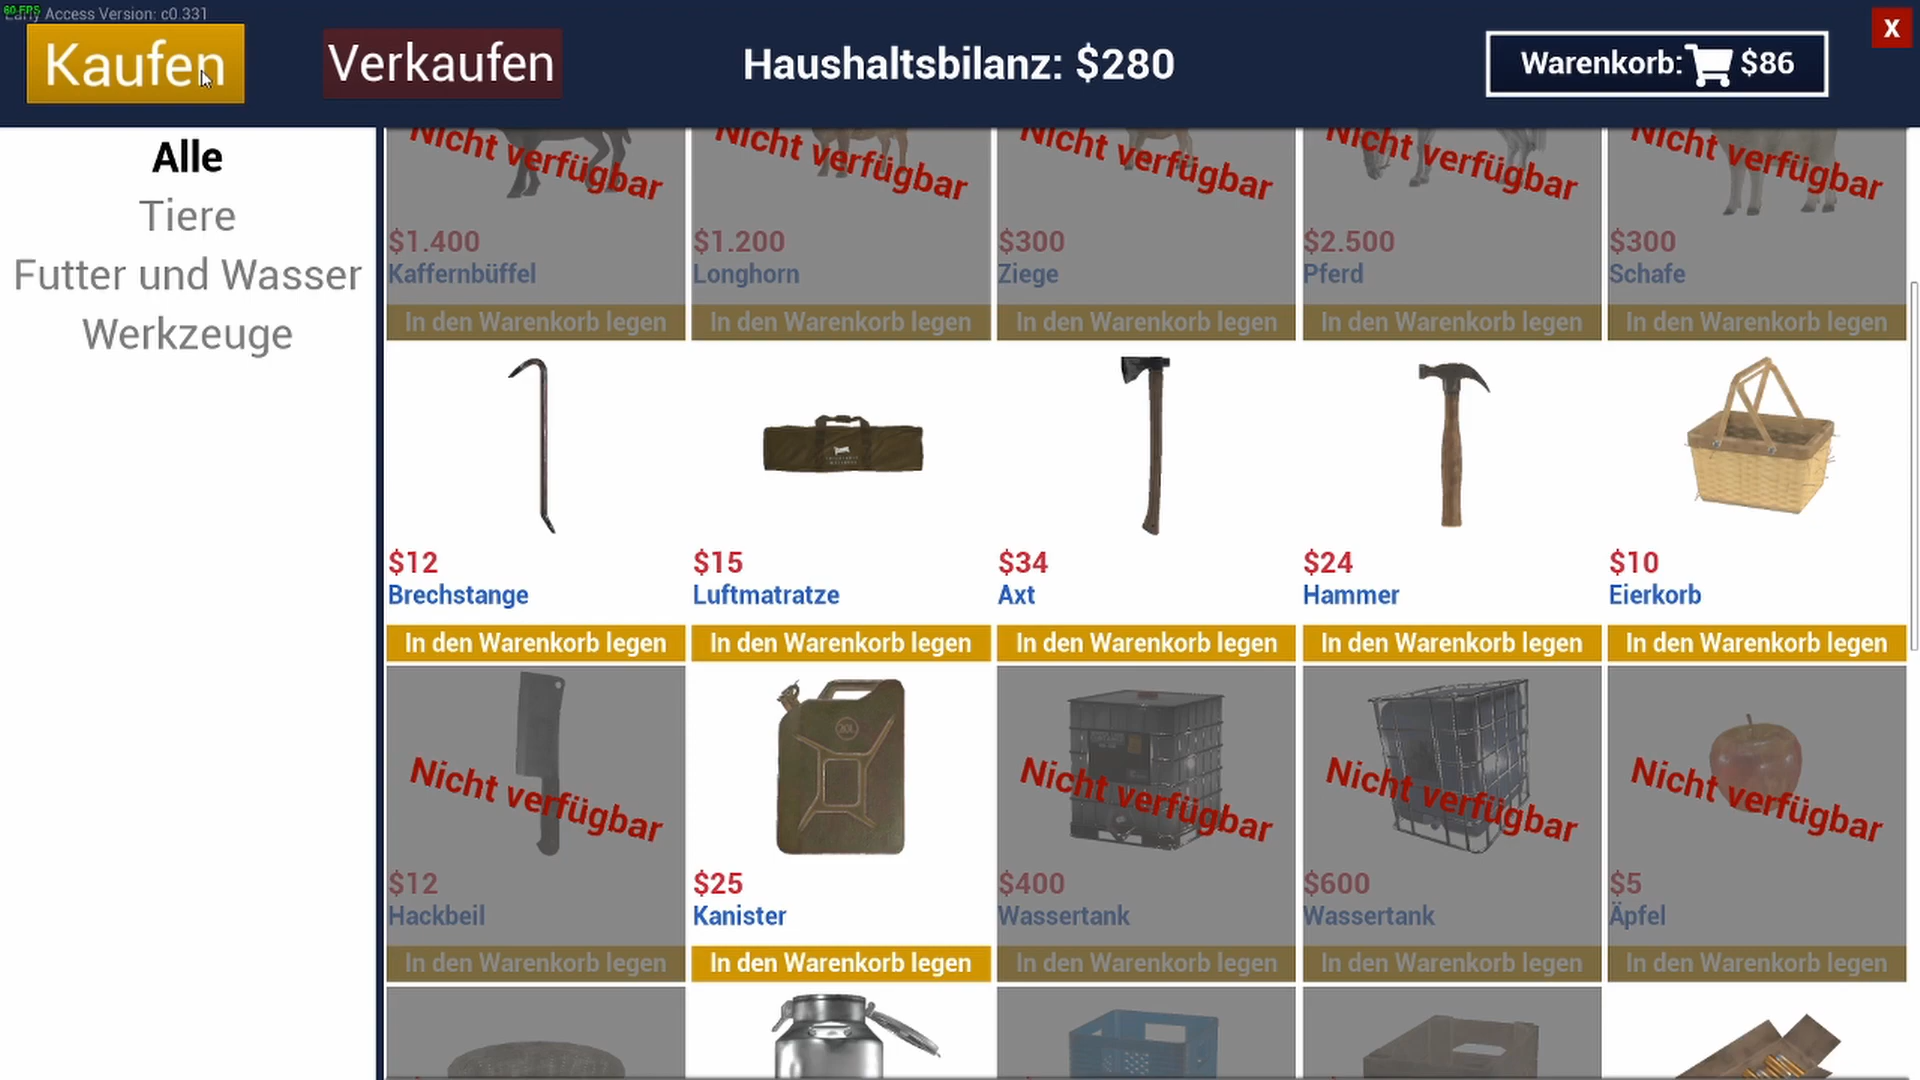 Early Access Version: c0.331
60 FPS
Kaufen
Verkaufen
Haushaltsbilanz: $280
Warenkorb: $86
X
Alle
Tiere
Futter und Wasser
Werkzeuge
Nicht verfügbar
$1.400
Kaffernbüffel
In den Warenkorb legen
Nicht verfügbar
$1.200
Longhorn
In den Warenkorb legen
Nicht verfügbar
$300
Ziege
In den Warenkorb legen
Nicht verfügbar
$2.500
Pferd
In den Warenkorb legen
Nicht verfügbar
$300
Schafe
In den Warenkorb legen
$12
Brechstange
In den Warenkorb legen
$15
Luftmatratze
In den Warenkorb legen
$34
Axt
In den Warenkorb legen
$24
Hammer
In den Warenkorb legen
$10
Eierkorb
In den Warenkorb legen
Nicht verfügbar
$12
Hackbeil
In den Warenkorb legen
20L
$25
Kanister
In den Warenkorb legen
Nicht verfügbar
$400
Wassertank
In den Warenkorb legen
Nicht verfügbar
$600
Wassertank
In den Warenkorb legen
Nicht verfügbar
$5
Äpfel
In den Warenkorb legen